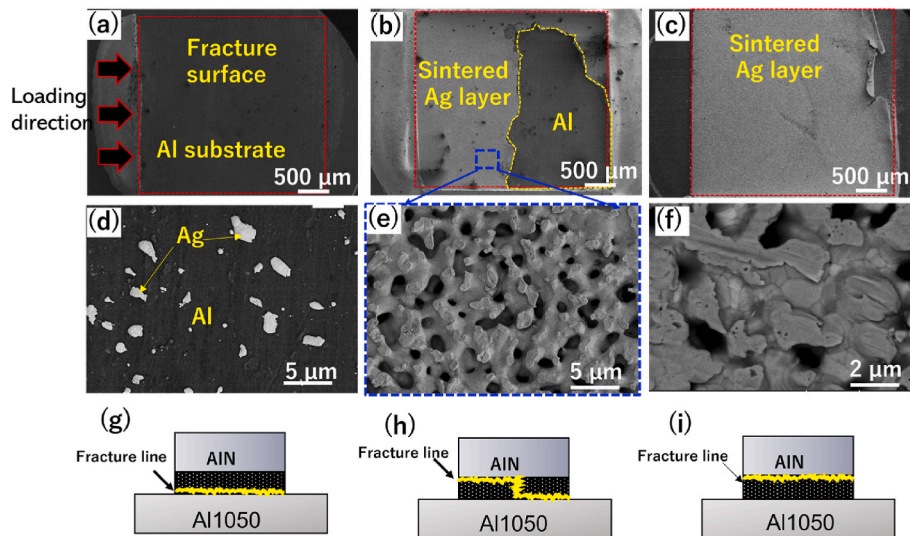 (a)
Fracture
surface
Al substrate
500 μm
Loading
direction
(b)
Sintered
Ag layer
Al
500 μm
(c)
Sintered
Ag layer
500 μm
(d)
Ag
Al
5 μm
(e)
5 μm
(f)
2 μm
(g)
Fracture line
AlN
Al1050
(h)
Fracture line
AlN
Al1050
(i)
Fracture line
AlN
Al1050